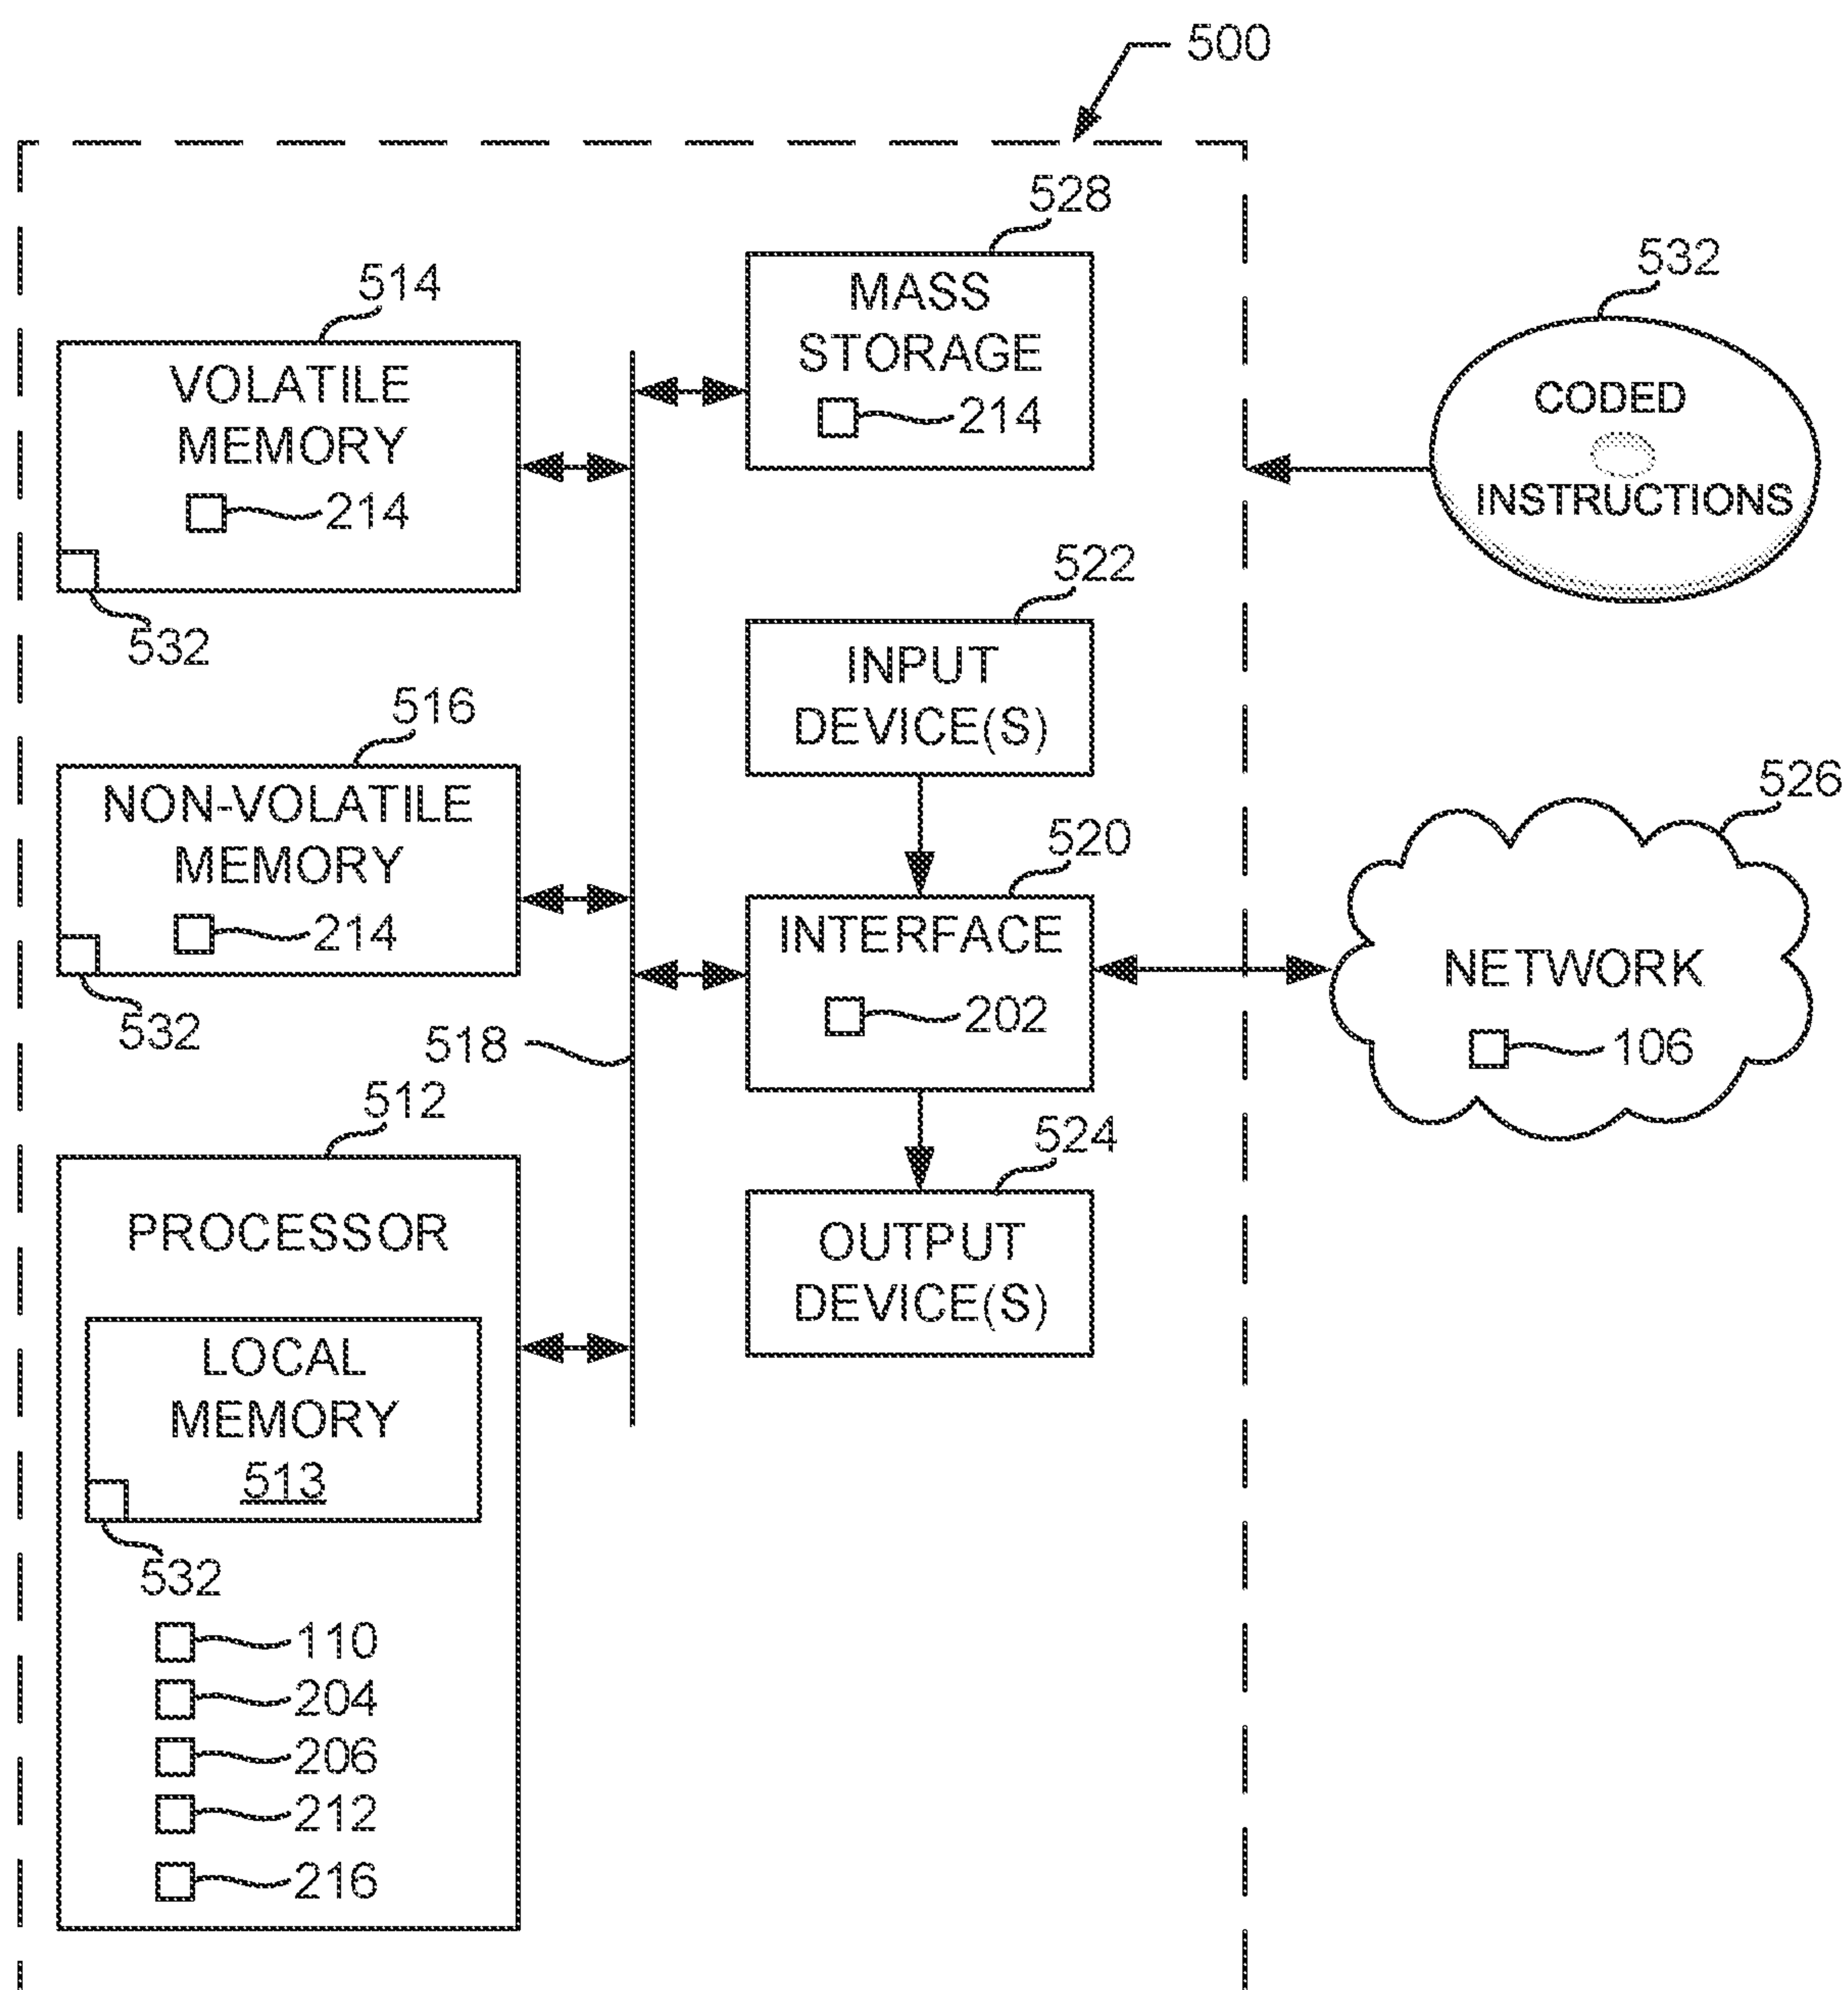 500
528
MASS
STORAGE
214
514
VOLATILE
MEMORY
214
532
532
CODED
INSTRUCTIONS
522
INPUT
DEVICE(S)
516
NON-VOLATILE
MEMORY
214
532
518
520
INTERFACE
202
526
NETWORK
106
512
PROCESSOR
LOCAL
MEMORY
513
532
110
204
206
212
216
524
OUTPUT
DEVICE(S)